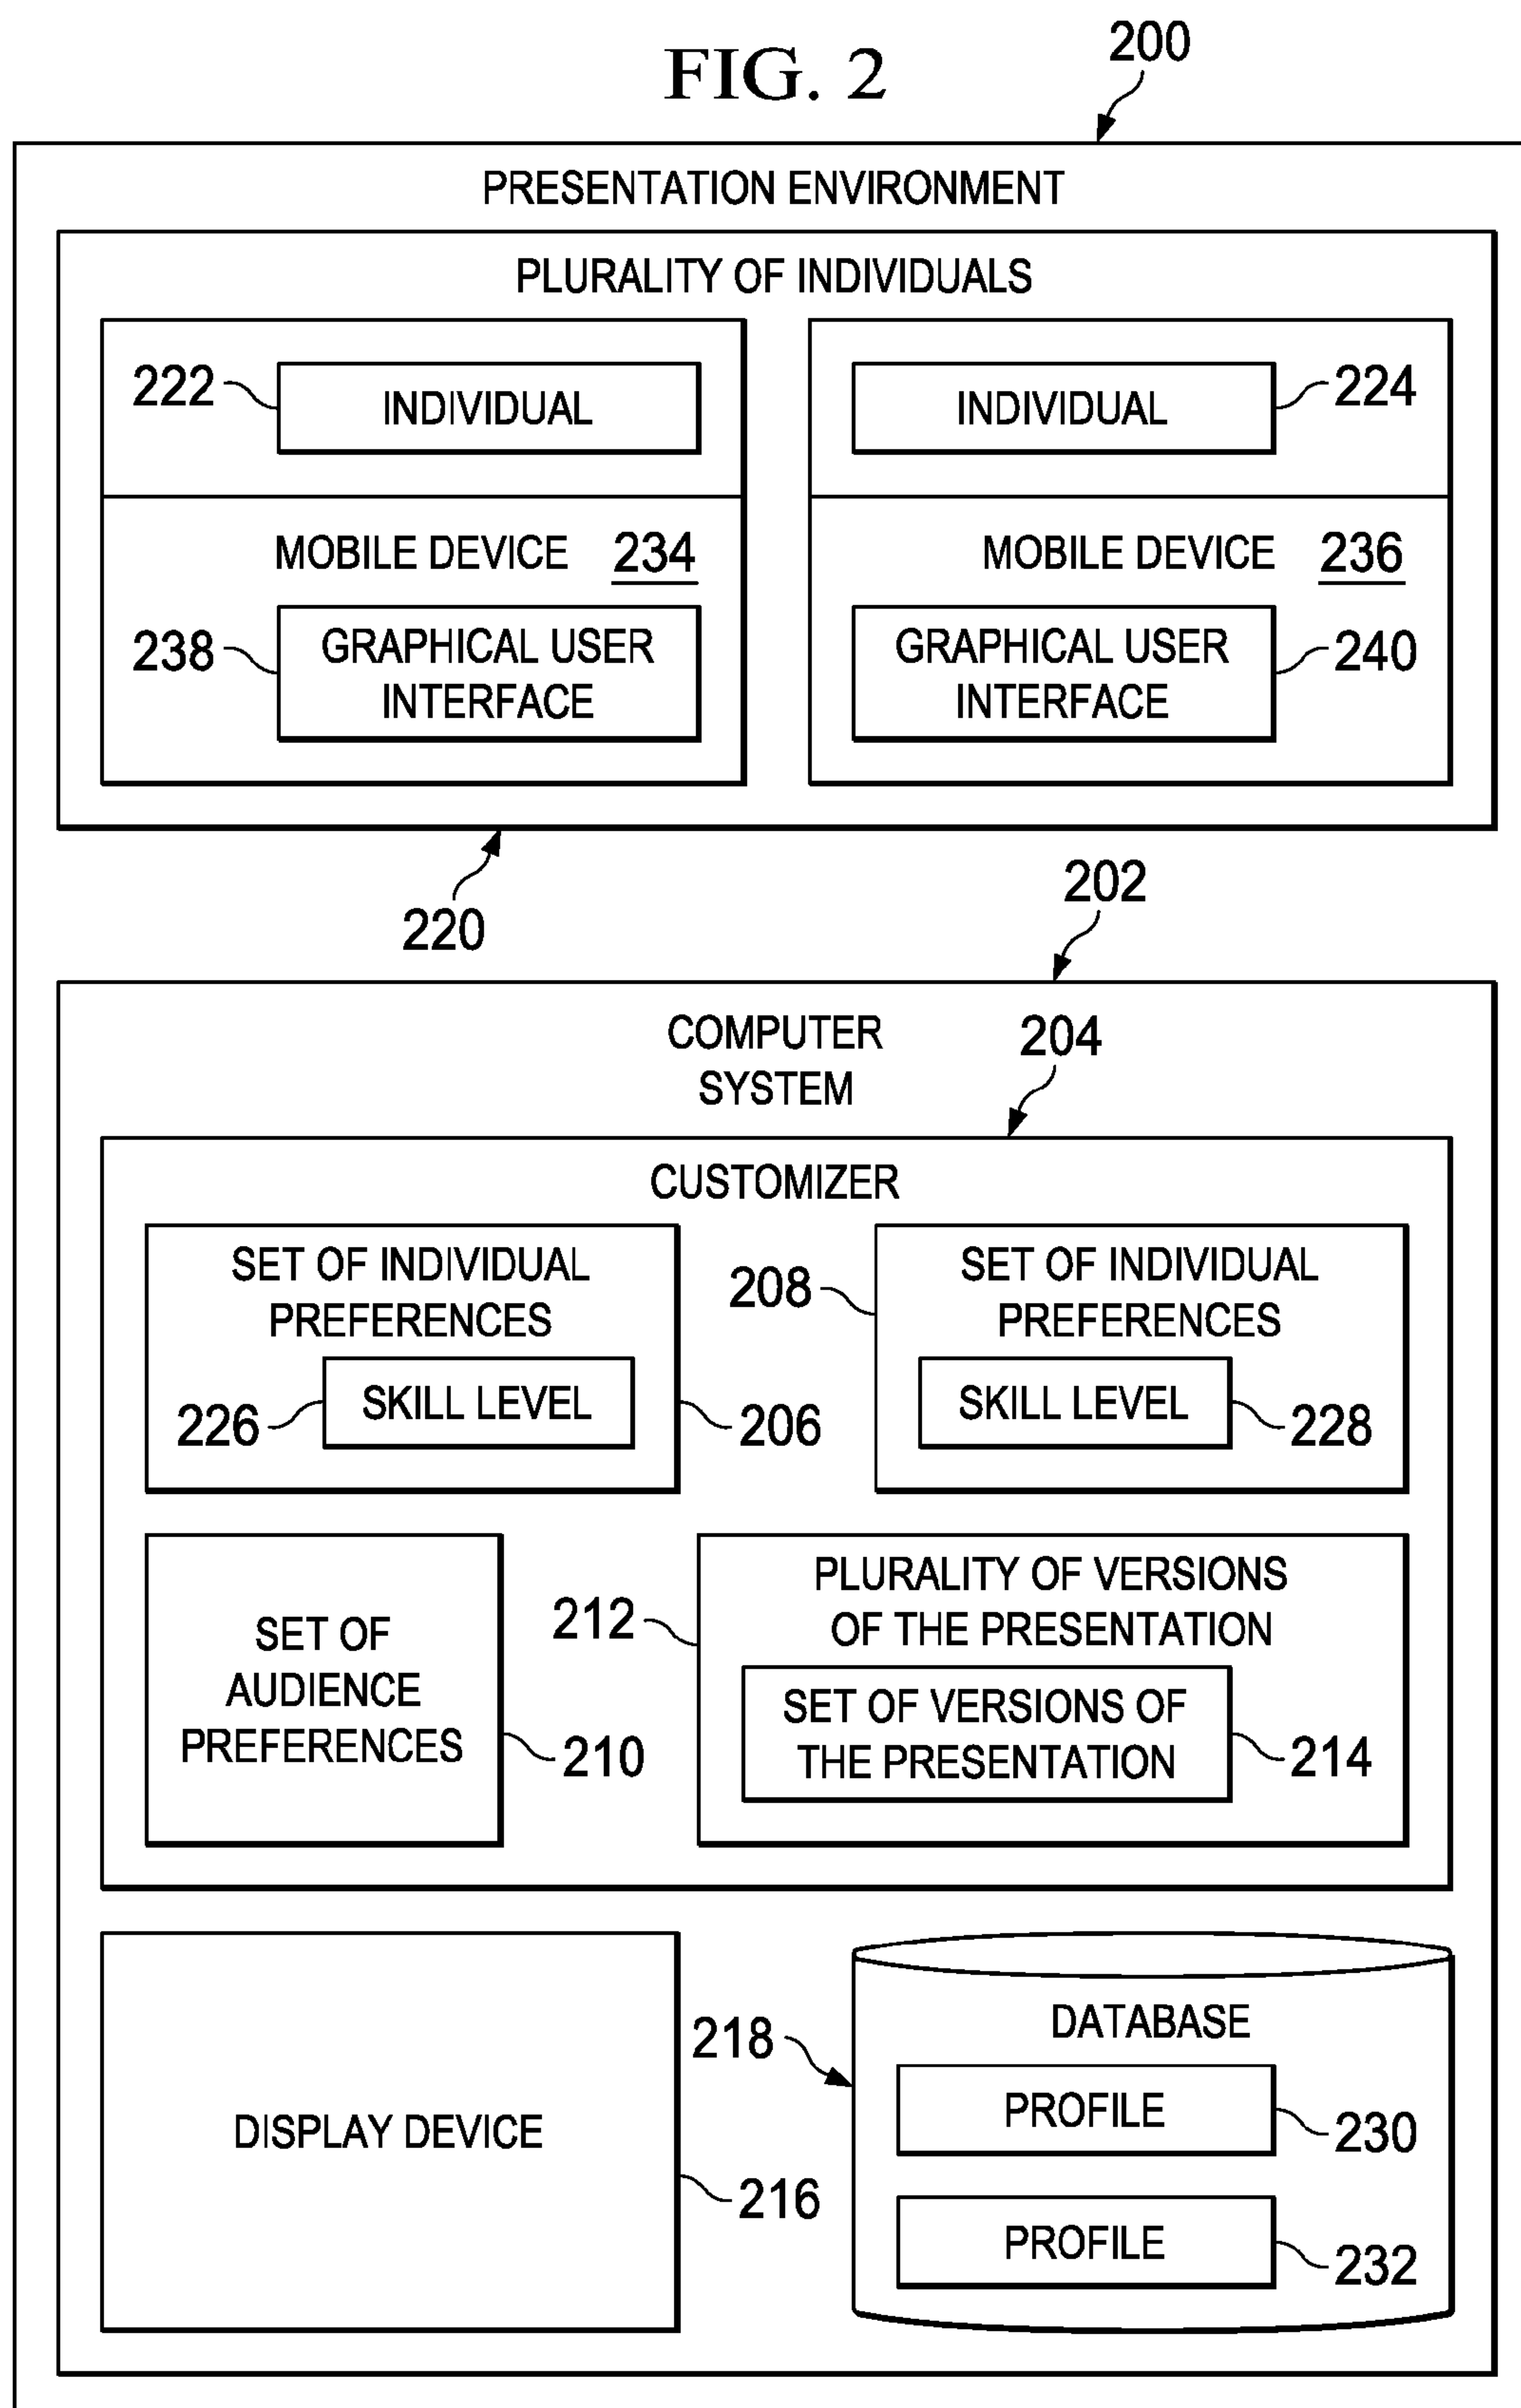 FIG. 2
200
PRESENTATION ENVIRONMENT
PLURALITY OF INDIVIDUALS
222
INDIVIDUAL
INDIVIDUAL
224
MOBILE DEVICE 234
MOBILE DEVICE 236
238
GRAPHICAL USER
INTERFACE
GRAPHICAL USER
INTERFACE
240
220
202
COMPUTER
SYSTEM
204
CUSTOMIZER
SET OF INDIVIDUAL
PREFERENCES
226
SKILL LEVEL
206
208
SET OF INDIVIDUAL
PREFERENCES
SKILL LEVEL
228
SET OF
AUDIENCE
PREFERENCES
210
212
PLURALITY OF VERSIONS
OF THE PRESENTATION
SET OF VERSIONS OF
THE PRESENTATION
214
DISPLAY DEVICE
216
218
DATABASE
PROFILE
230
PROFILE
232